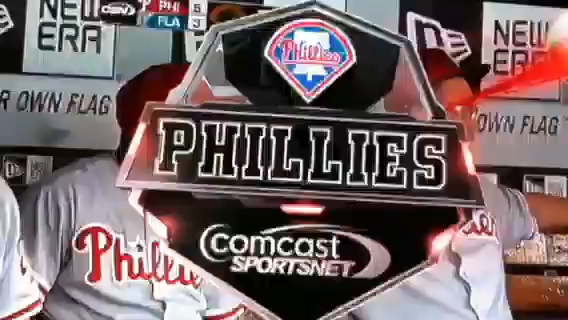 NEW ERA
PHI 5
FLA 3
NEW ERA
R OWN FLAG
OWN FLAG
Phillies
PHILLIES
comcast
SPORTSNET
Phillie